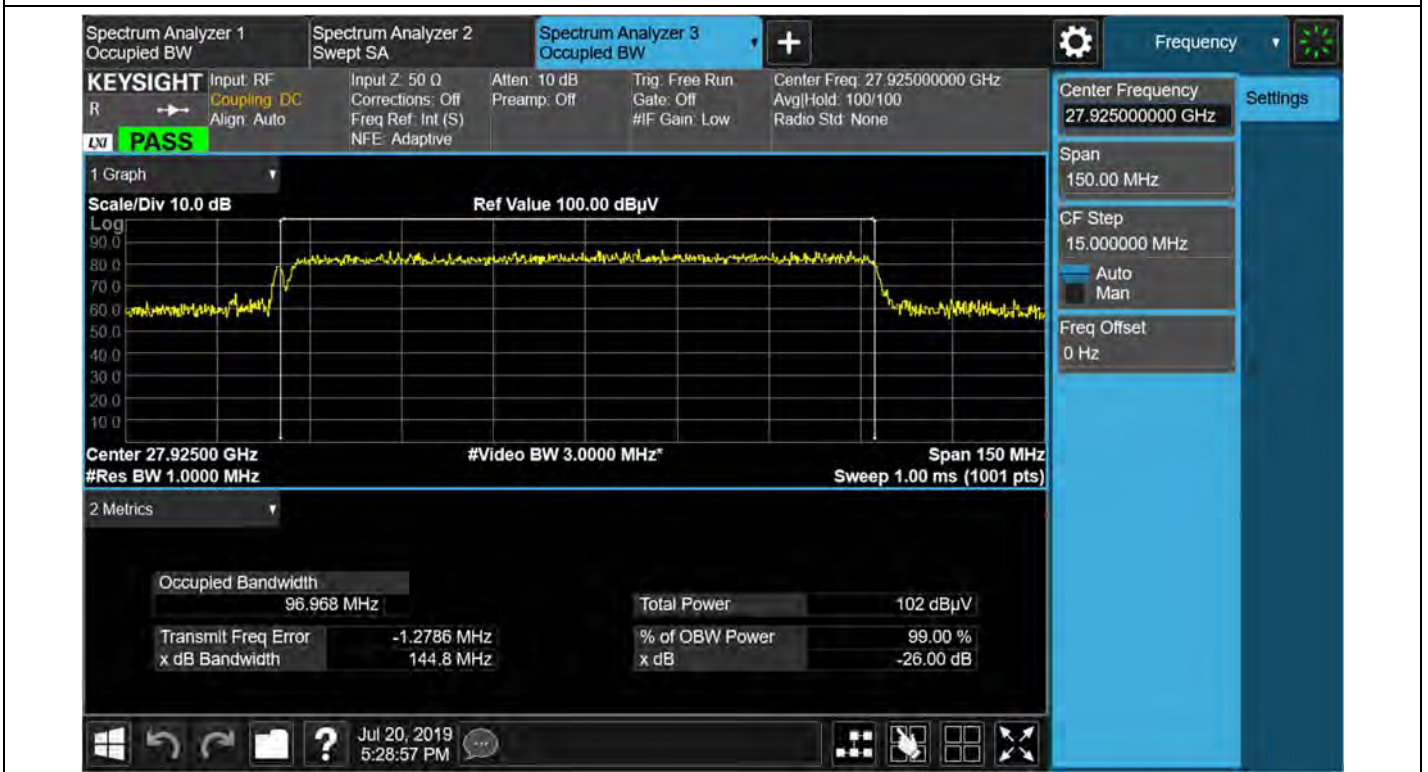 Spectrum Analyzer 1
Occupied BW
Spectrum Analyzer 2
Swept SA
Spectrum Analyzer 3
Occupied BW
Frequency
KEYSIGHT
R
LXI
PASS
Input: RF
Coupling: DC
Align: Auto
Input Z: 50 Ω
Corrections: Off
Freq Ref: Int (S)
NFE: Adaptive
Atten: 10 dB
Preamp: Off
Trig: Free Run
Gate: Off
#IF Gain: Low
Center Freq: 27.925000000 GHz
Avg|Hold: 100/100
Radio Std: None
Center Frequency
27.925000000 GHz
Settings
Span
150.00 MHz
CF Step
15.000000 MHz
Auto
Man
Freq Offset
0 Hz
1 Graph
Scale/Div 10.0 dB
Ref Value 100.00 dBµV
Log
90.0
80.0
70.0
60.0
50.0
40.0
30.0
20.0
10.0
Center 27.92500 GHz
#Video BW 3.0000 MHz*
Span 150 MHz
#Res BW 1.0000 MHz
Sweep 1.00 ms (1001 pts)
2 Metrics
Occupied Bandwidth
96.968 MHz
Total Power 102 dBµV
Transmit Freq Error -1.2786 MHz
% of OBW Power 99.00 %
x dB Bandwidth 144.8 MHz
x dB -26.00 dB
?
Jul 20, 2019
5:28:57 PM